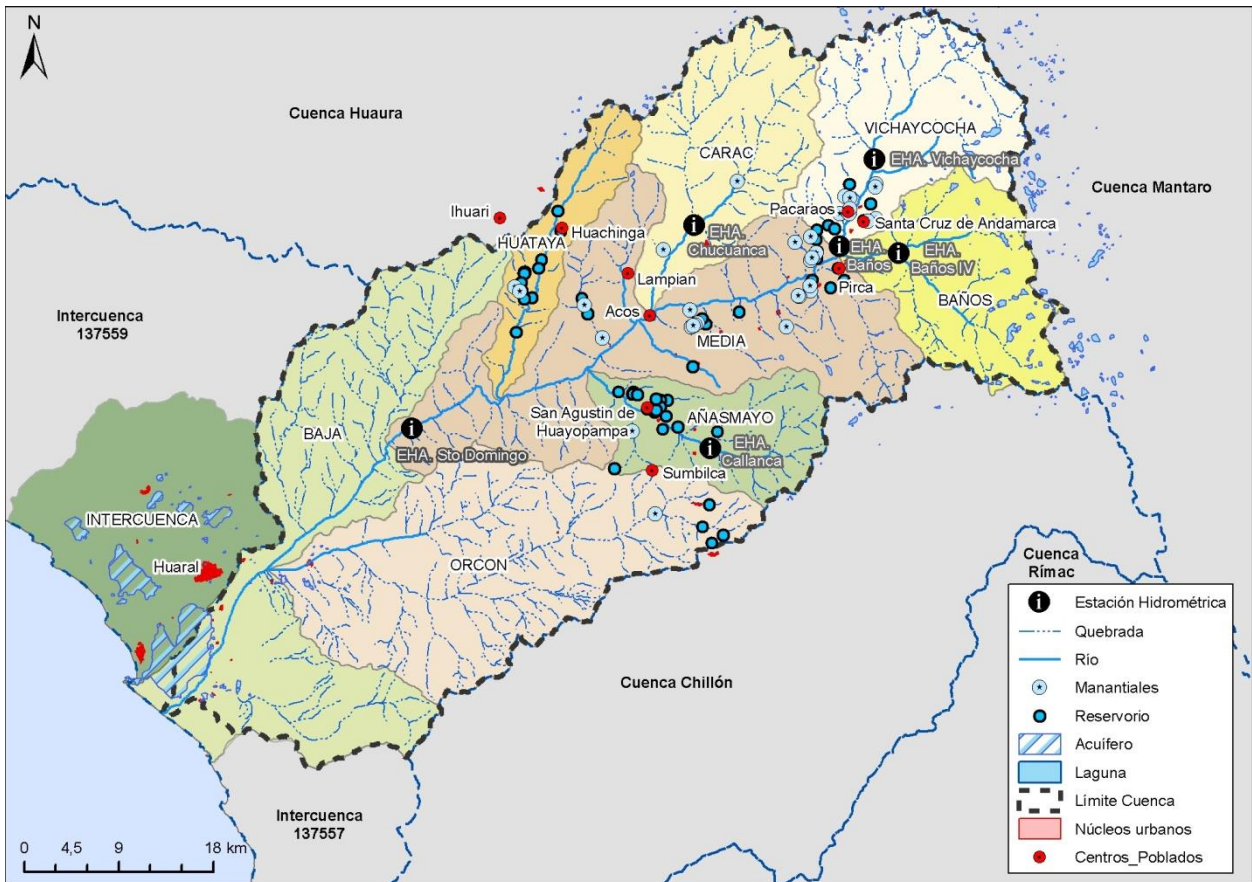 N
Cuenca Huaura
VICHAYCOCHA
EHA. Vichaycocha
CARAC
Cuenca Mantaro
Ihuari
Huachinga
HUATAYA
Pacaraos
Santa Cruz de Andamarca
EHA.
Chucuanca
EHA.
Baños
EHA.
Baños IV
Lampian
Pirca
BAÑOS
Intercuenca
137559
Acos
MEDIA
San Agustin de
Huayopampa
AÑASMAYO
BAJA
EHA. Sto Domingo
EHA.
Callanca
Sumbilca
INTERCUENCA
Huaral
ORCON
Cuenca
Rímac
Cuenca Chillón
Intercuenca
137557
0 4,5 9 18 km
Estación Hidrométrica
Quebrada
Río
Manantiales
Reservorio
Acuífero
Laguna
Límite Cuenca
Núcleos urbanos
Centros_Poblados